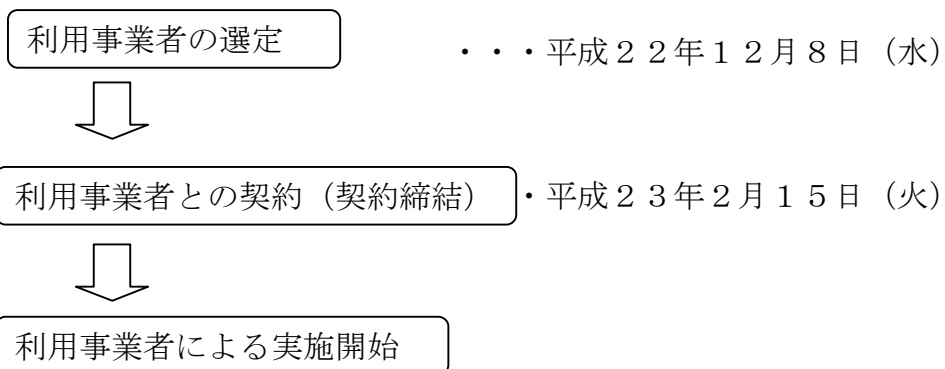 利用事業者の選定 ・・・平成22年12月8日(水)
利用事業者との契約(契約締結) ・平成23年2月15日(火)
利用事業者による実施開始